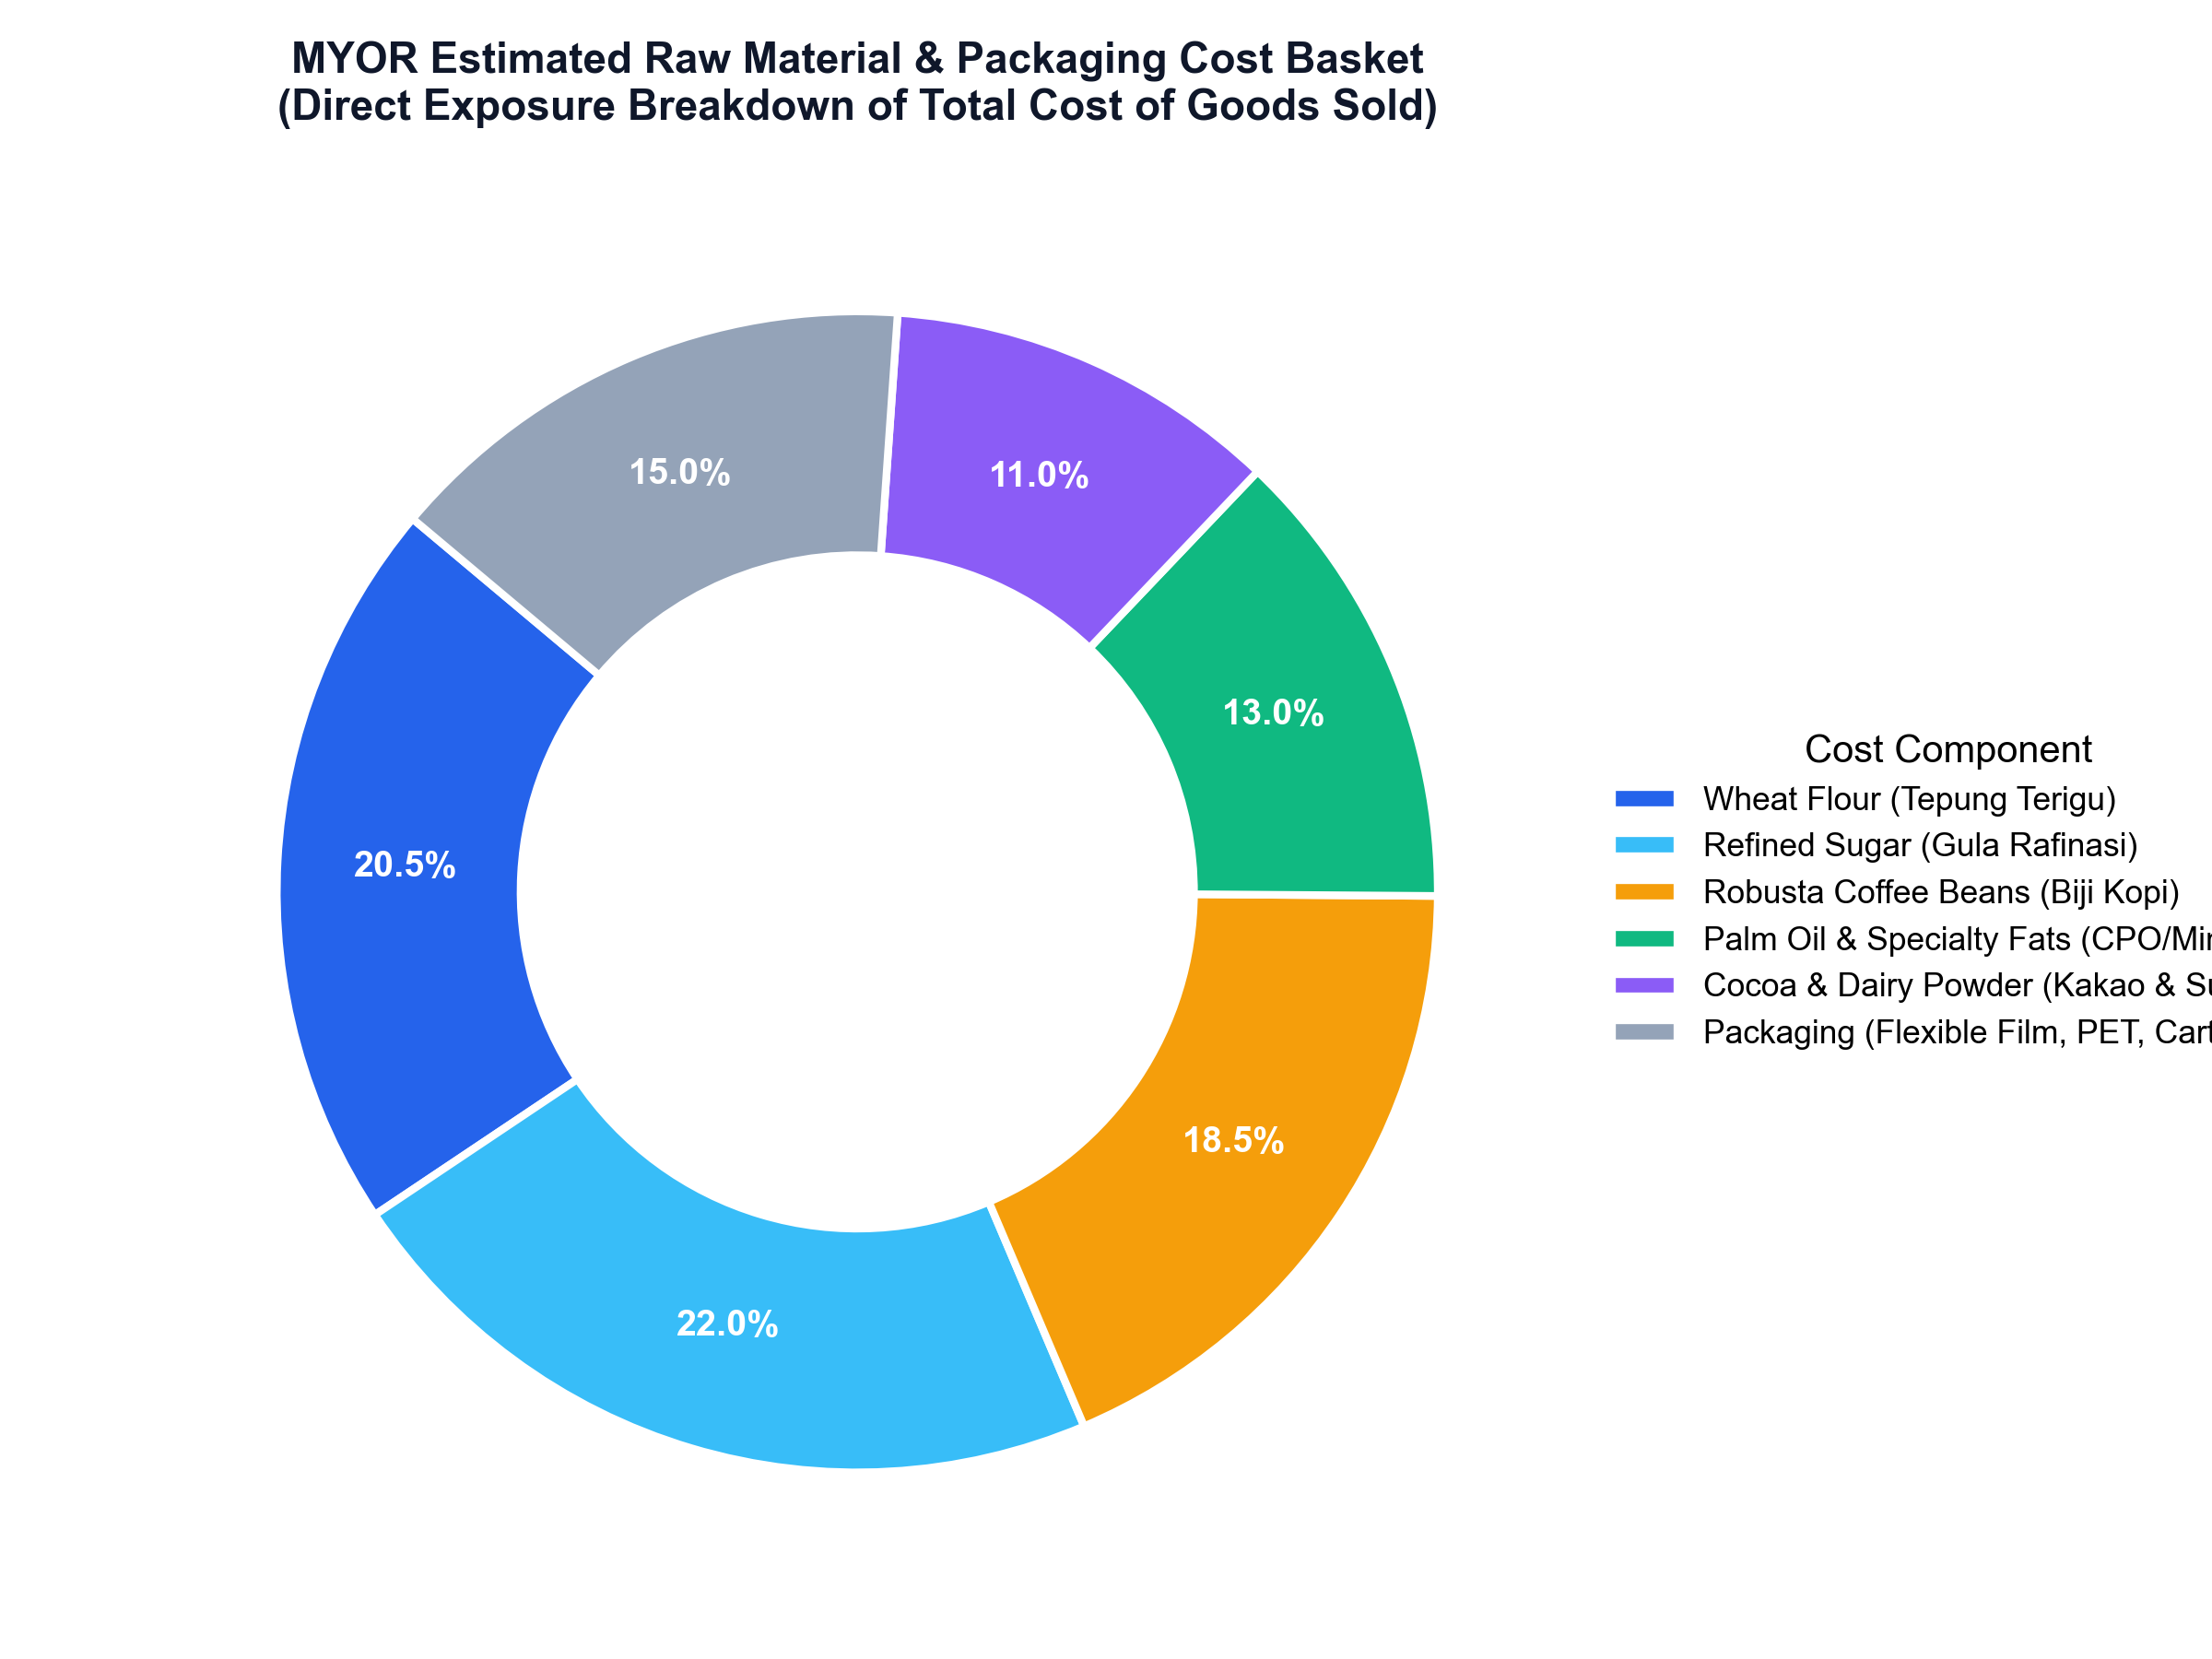 MYOR Estimated Raw Material & Packaging Cost Basket
(Direct Exposure Breakdown of Total Cost of Goods Sold)
15.0%
11.0%
13.0%
20.5%
18.5%
22.0%
Cost Component
Wheat Flour (Tepung Terigu)
Refined Sugar (Gula Rafinasi)
Robusta Coffee Beans (Biji Kopi)
Palm Oil & Specialty Fats (CPO/
Cocoa & Dairy Powder (Kakao &
Packaging (Flexible Film, PET,